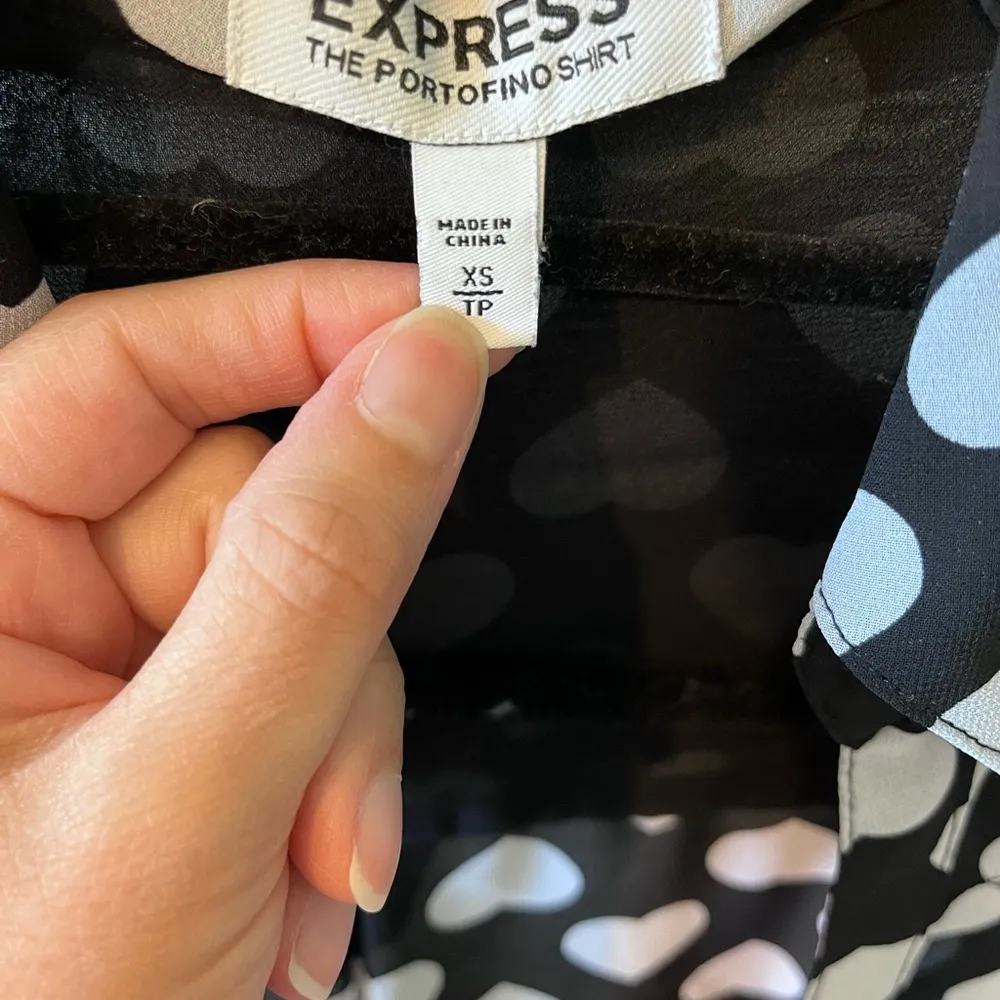 EXPRESS
THE PORTOFINO SHIRT
MADE IN
CHINA
XS
TP